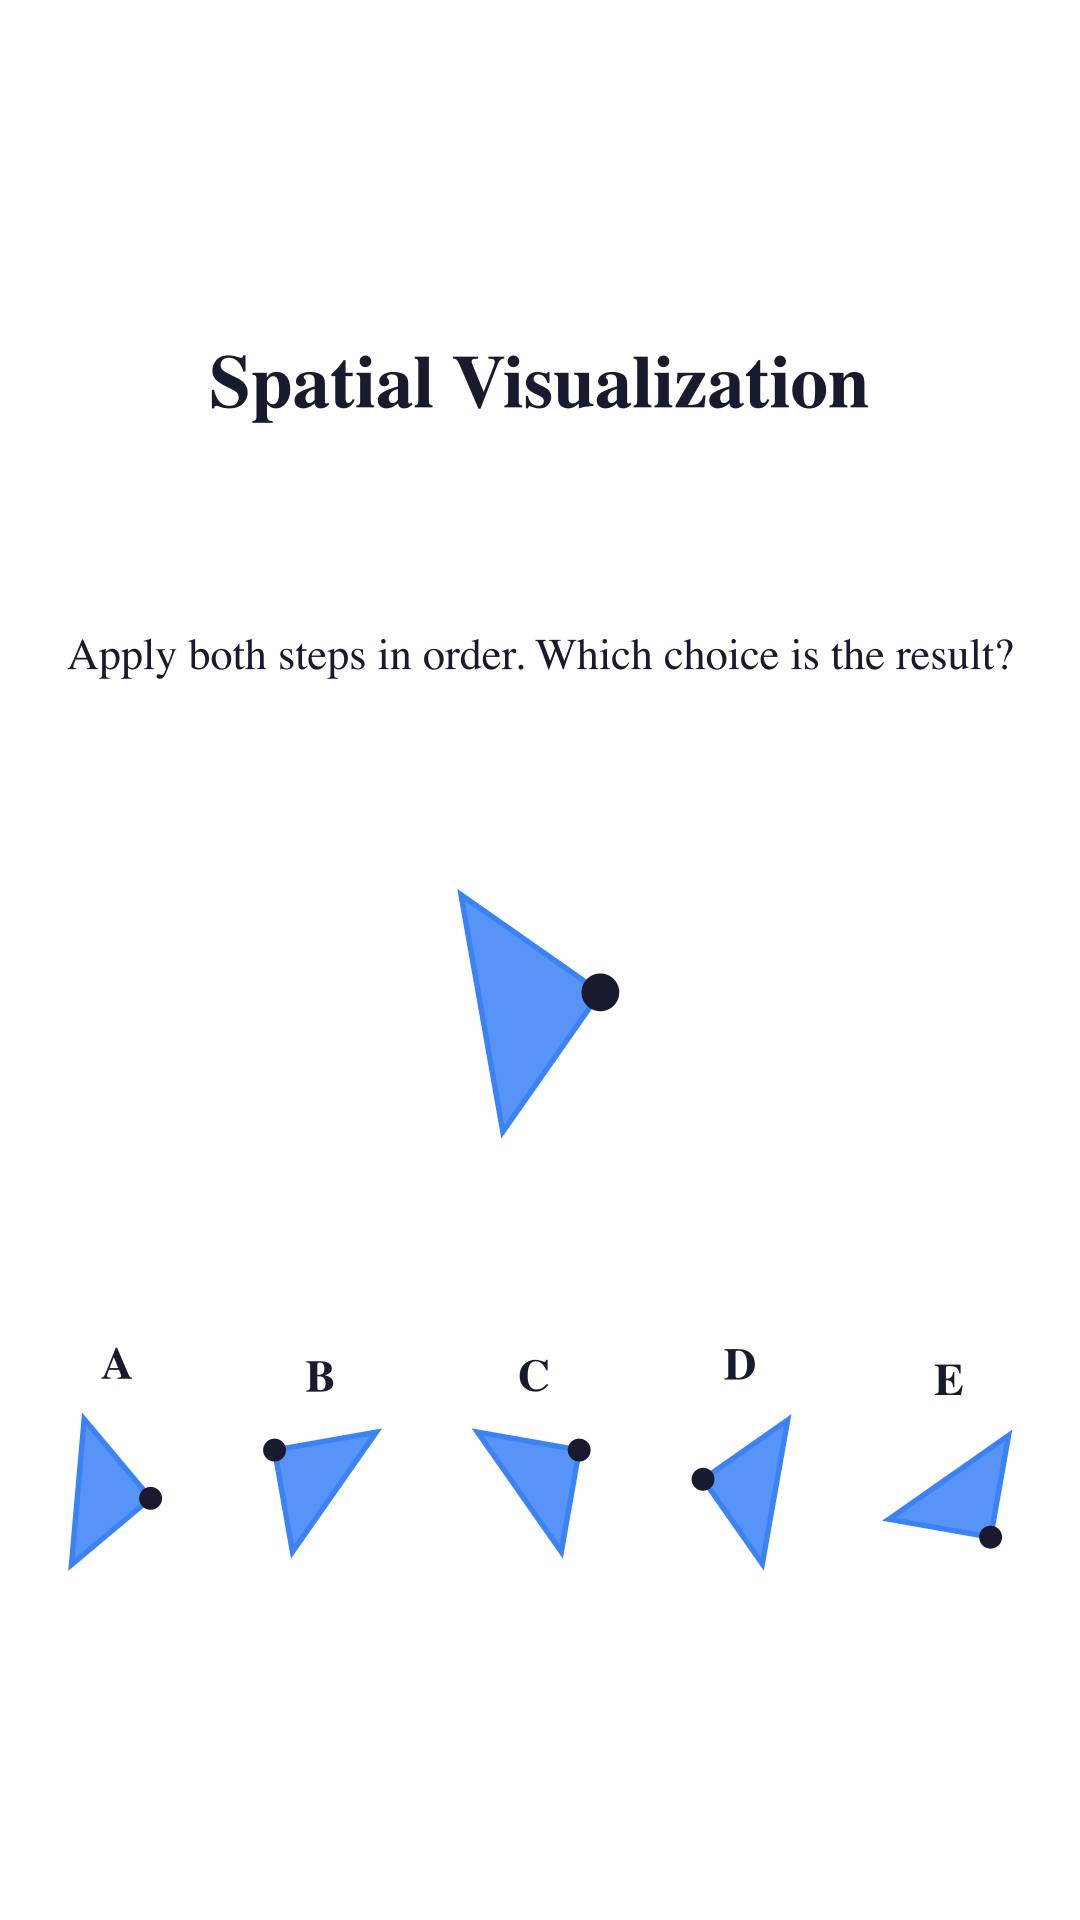 Spatial Visualization
Apply both steps in order. Which choice is the result?
A
B
C
D
E